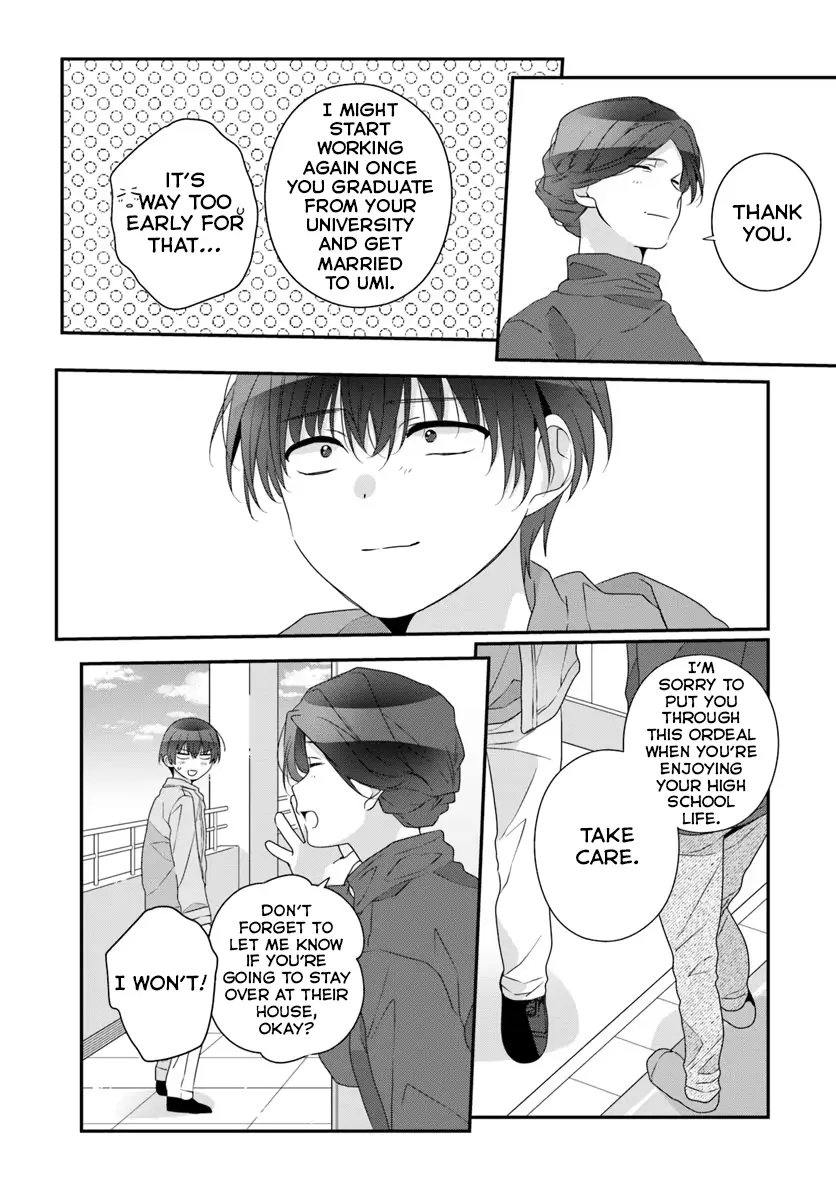 THANK
YOU.
I MIGHT
START
WORKING
AGAIN ONCE
YOU GRADUATE
FROM YOUR
UNIVERSITY
AND GET
MARRIED
TO UMI.
IT'S
WAY TOO
EARLY FOR
THAT...
I'M
SORRY TO
PUT YOU
THROUGH
THIS ORDEAL
WHEN YOU'RE
ENJOYING
YOUR HIGH
SCHOOL
LIFE.
TAKE
CARE.
DON'T
FORGET TO
LET ME KNOW
IF YOU'RE
GOING TO STAY
OVER AT THEIR
HOUSE,
OKAY?
I WON'T!